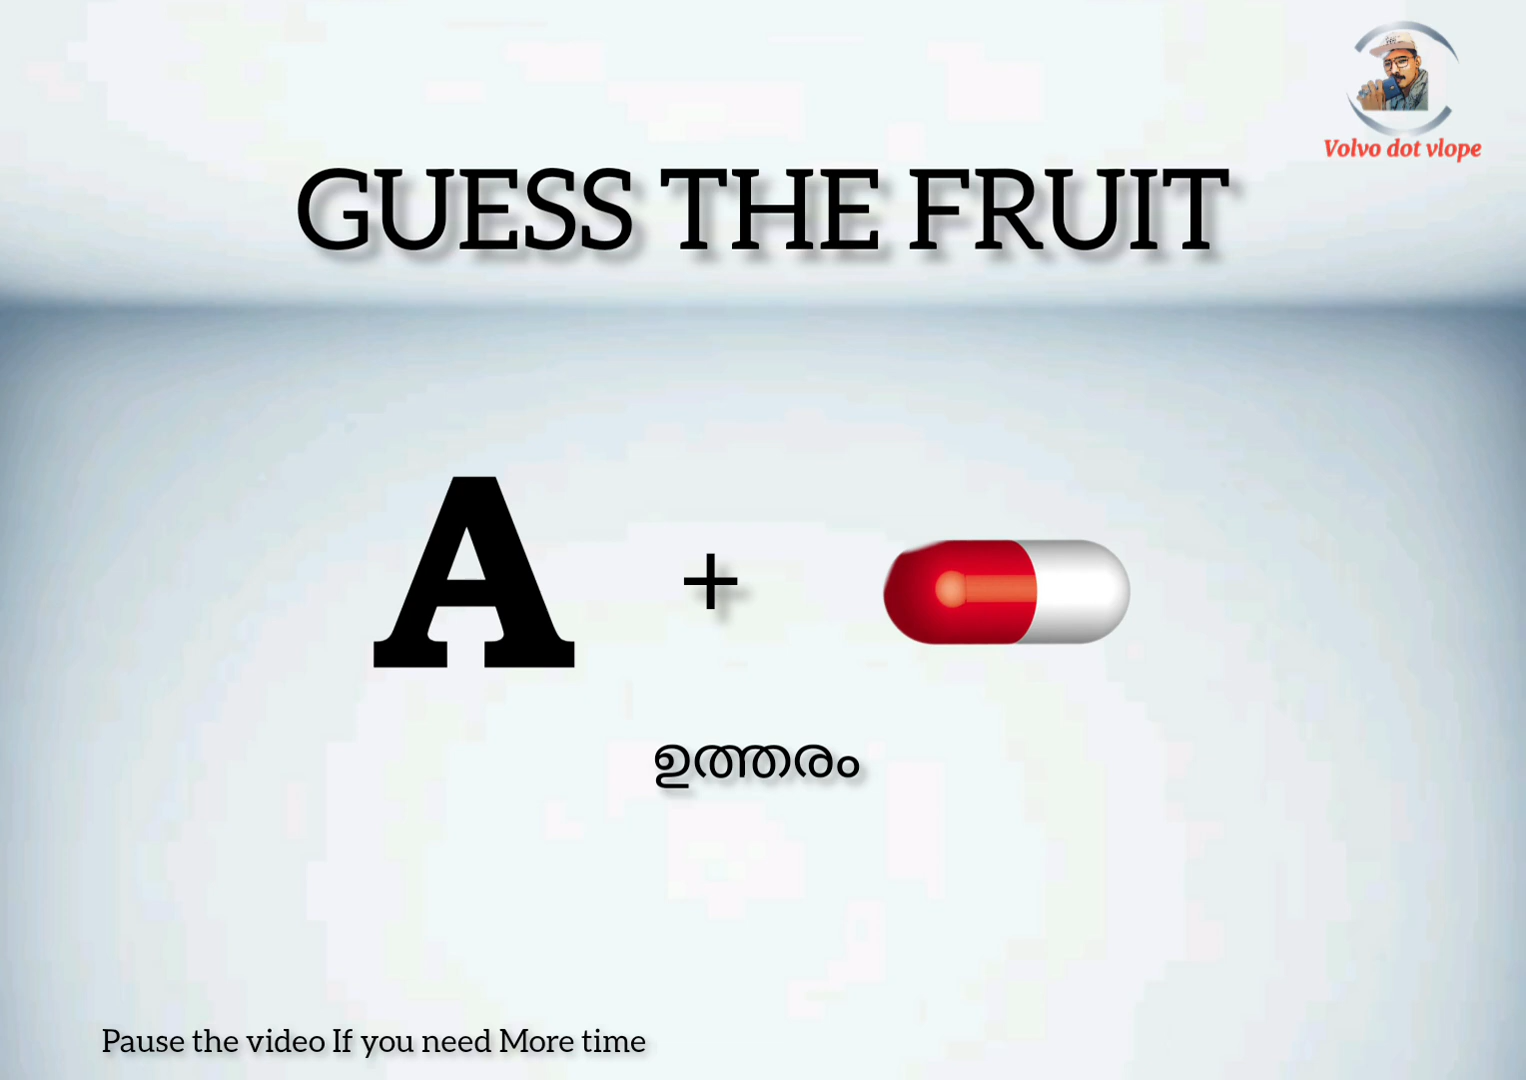 Volvo dot vlope
GUESS THE FRUIT
A +
ഉത്തരം
Pause the video If you need More time